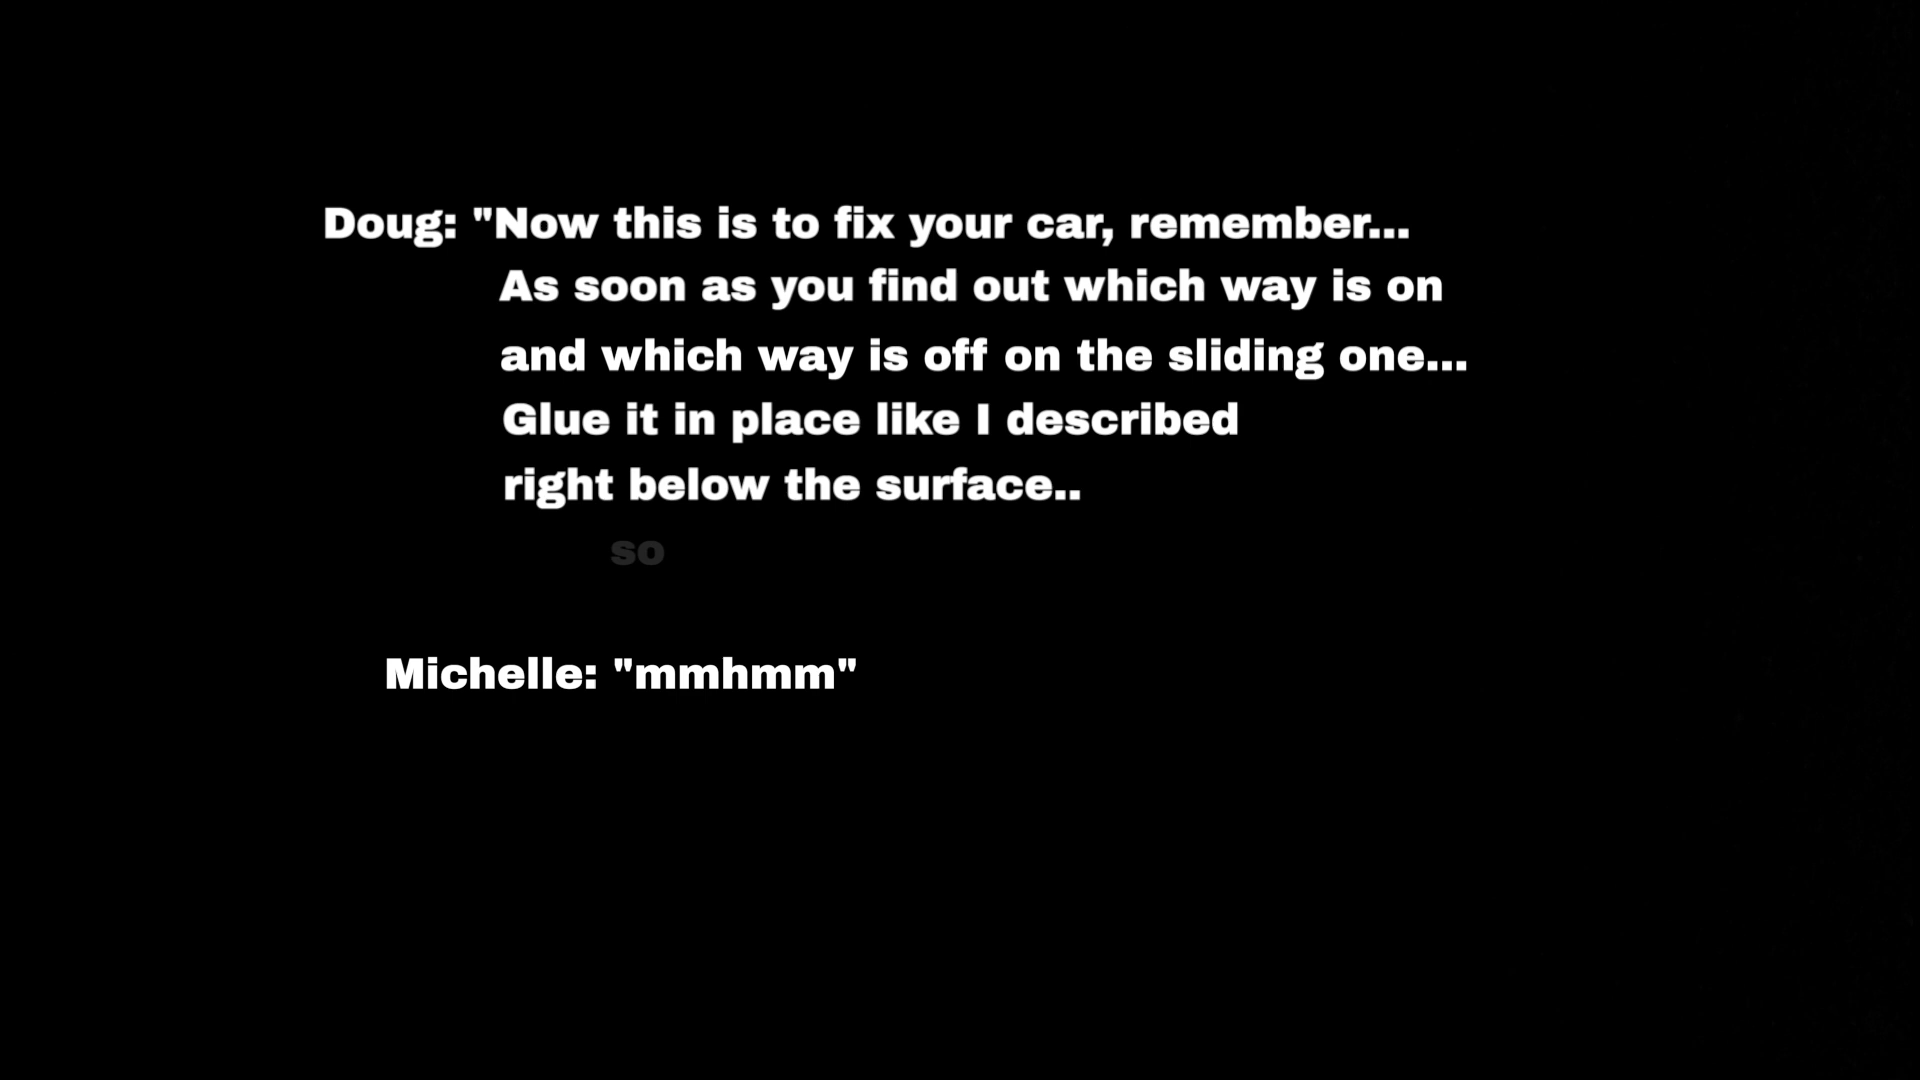 Doug: "Now this is to fix your car, remember...
As soon as you find out which way is on
and which way is off on the sliding one...
Glue it in place like I described
right below the surface..
so
Michelle: "mmhmm"